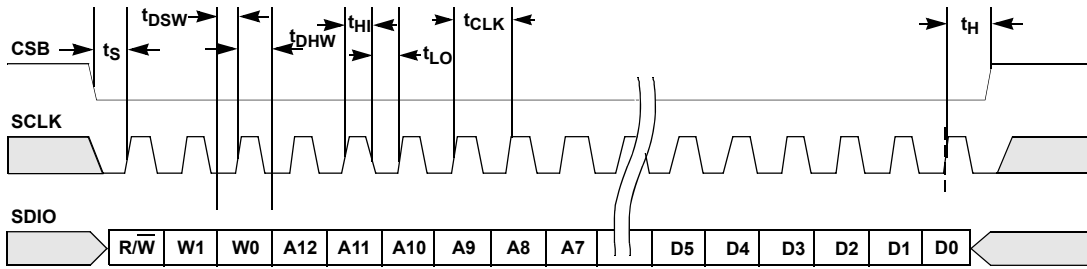 tDSW tHI tCLK tH
CSB tS tDHW tLO
SCLK
SDIO
R/W̅ W1 W0 A12 A11 A10 A9 A8 A7 D5 D4 D3 D2 D1 D0